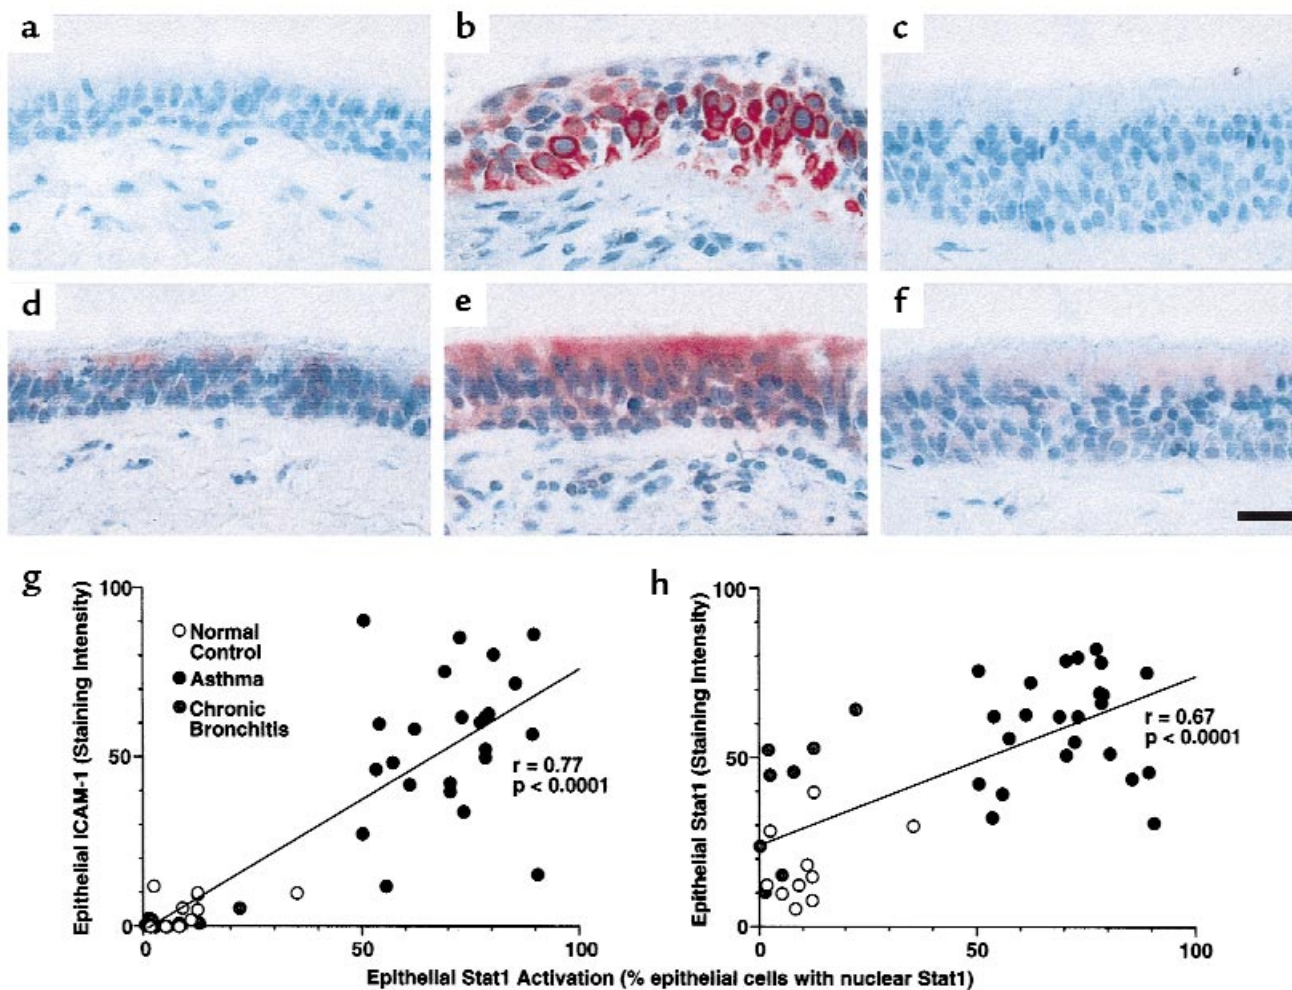 a
b
c
d
e
f
g
Epithelial ICAM-1 (Staining Intensity)
100
50
0
Normal
Control
Asthma
Chronic
Bronchitis
r = 0.77
p < 0.0001
0
50
100
h
Epithelial Stat1 (Staining Intensity)
100
50
0
r = 0.67
p < 0.0001
0
50
100
Epithelial Stat1 Activation (% epithelial cells with nuclear Stat1)